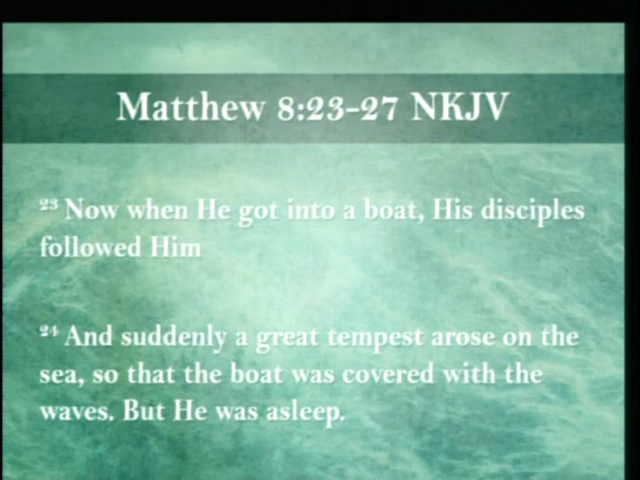 Matthew 8:23-27 NKJV
23 Now when He got into a boat, His disciples
followed Him
24 And suddenly a great tempest arose on the
sea, so that the boat was covered with the
waves. But He was asleep.